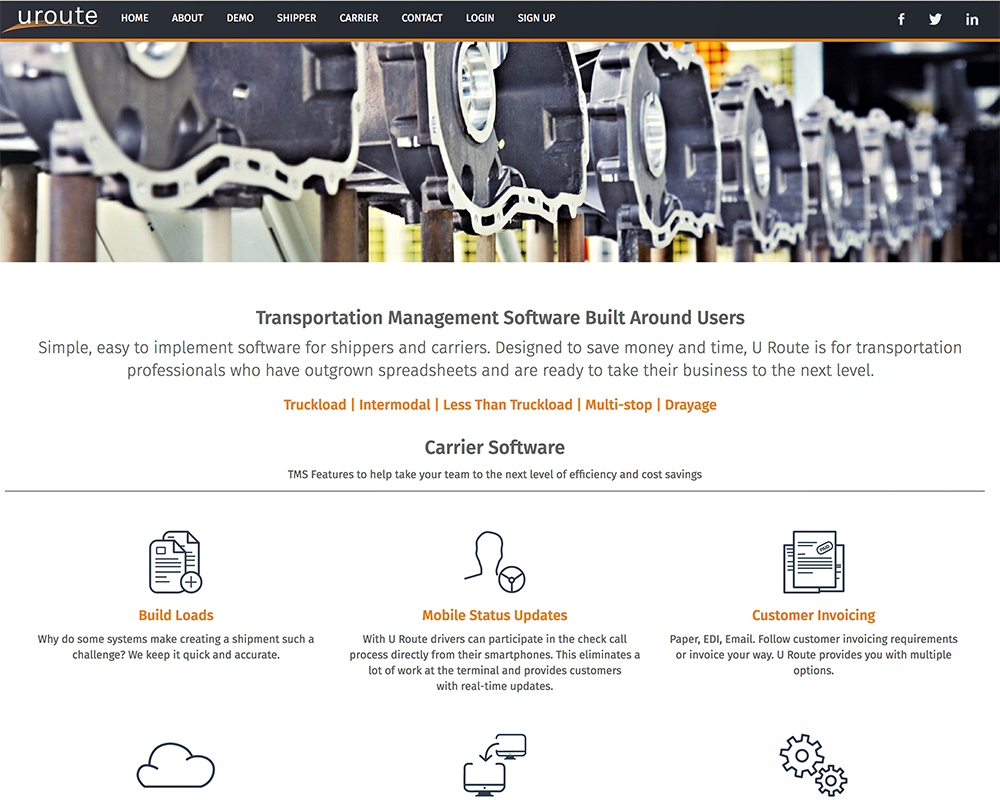 uroute
HOME ABOUT DEMO SHIPPER CARRIER CONTACT LOGIN SIGN UP
Transportation Management Software Built Around Users
Simple, easy to implement software for shippers and carriers. Designed to save money and time, U Route is for transportation
professionals who have outgrown spreadsheets and are ready to take their business to the next level.
Truckload | Intermodal | Less Than Truckload | Multi-stop | Drayage
Carrier Software
TMS Features to help take your team to the next level of efficiency and cost savings
PAID
Build Loads
Why do some systems make creating a shipment such a
challenge? We keep it quick and accurate.
Mobile Status Updates
With U Route drivers can participate in the check call
process directly from their smartphones. This eliminates a
lot of work at the terminal and provides customers
with real-time updates.
Customer Invoicing
Paper, EDI, Email. Follow customer invoicing requirements
or invoice your way. U Route provides you with multiple
options.